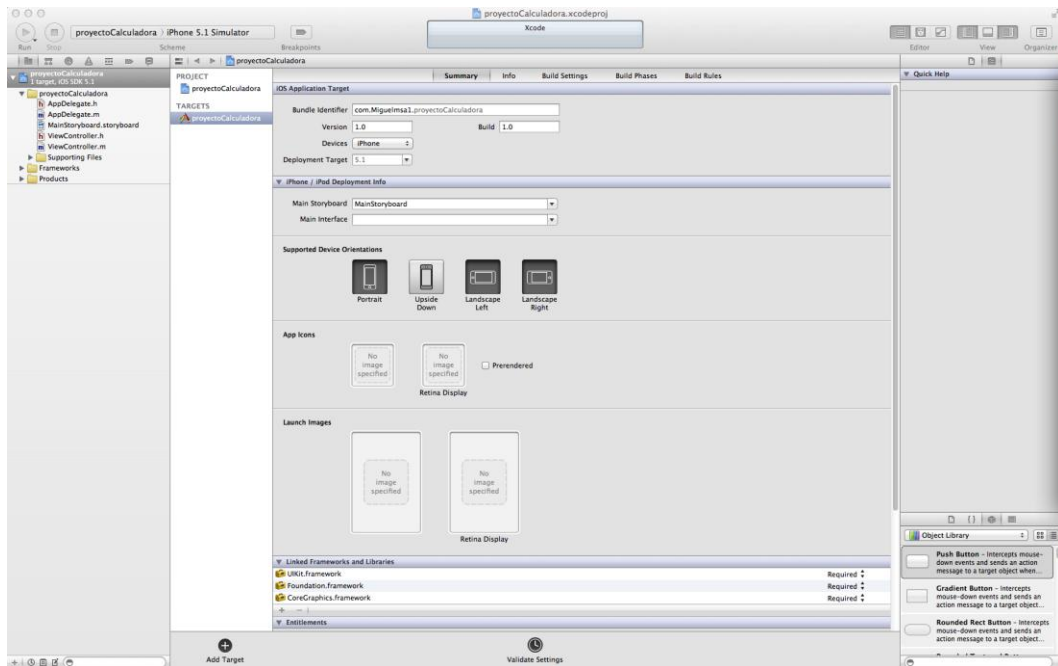 proyectoCalculadora.xcodeproj
proyectoCalculadora iPhone 5.1 Simulator
Xcode
Run Stop Scheme Breakpoints Editor View Organizer
proyectoCalculadora
proyectoCalculadora
1 target, iOS SDK 5.1
proyectoCalculadora
AppDelegate.h
AppDelegate.m
MainStoryboard.storyboard
ViewController.h
ViewController.m
Supporting Files
Frameworks
Products
PROJECT
proyectoCalculadora
TARGETS
proyectoCalculadora
Summary Info Build Settings Build Phases Build Rules
iOS Application Target
Bundle Identifier com.Miguelmsa1.proyectoCalculadora
Version 1.0 Build 1.0
Devices iPhone
Deployment Target 5.1
iPhone / iPod Deployment Info
Main Storyboard MainStoryboard
Main Interface
Supported Device Orientations
Portrait
Upside Down
Landscape Left
Landscape Right
App Icons
No image specified
No image specified
Prerendered
Retina Display
Launch Images
No image specified
No image specified
Retina Display
Linked Frameworks and Libraries
UIKit.framework Required
Foundation.framework Required
CoreGraphics.framework Required
Entitlements
Add Target
Validate Settings
Quick Help
Object Library
Push Button - Intercepts mouse-
down events and sends an action
message to a target object when...
Gradient Button - Intercepts
mouse-down events and sends an
action message to a target object...
Rounded Rect Button - Intercepts
mouse-down events and sends an
action message to a target object...